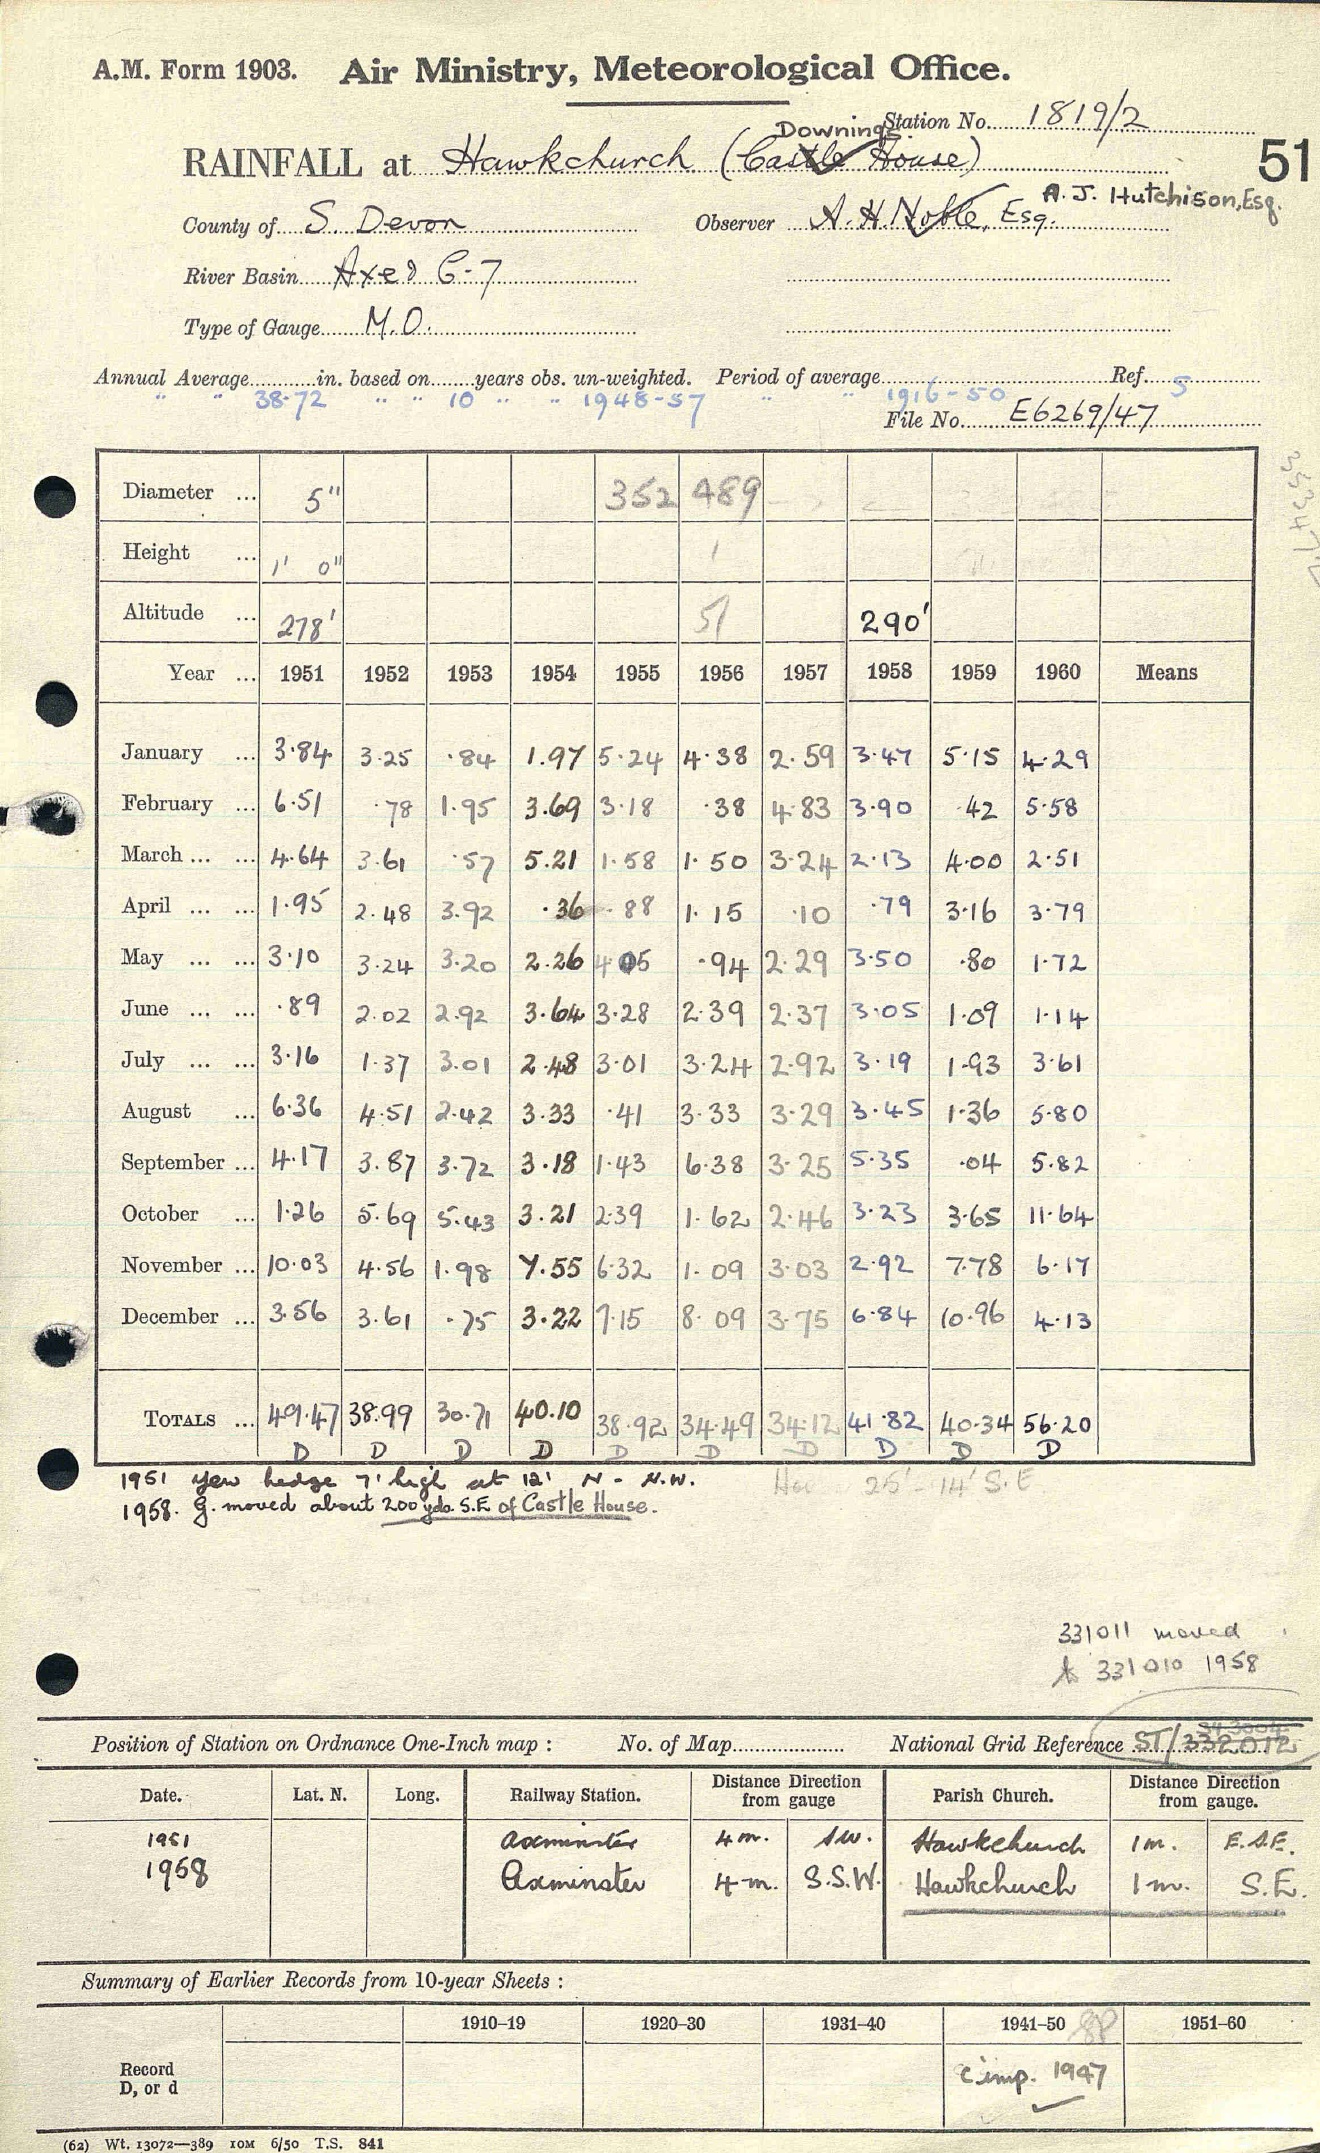 A.M. Form 1903. Air Ministry, Meteorological Office.
Station No. 1819/2
Downings
RAINFALL at Hawkchurch (Castle House) 51
A. J. Hutchison, Esq.
County of S. Devon Observer A. H. Noble, Esq.
River Basin Axe & C-7
Type of Gauge M.O.
Annual Average in. based on years obs. un-weighted. Period of average Ref. 5
" " 38.72 " " 10 " " 1948-57 " " 1916-50
File No. E6269/47
Diameter ... 5" 352 489
Height ... 1' 0" 1
Altitude ... 278' 51 290'
Year ... 1951 1952 1953 1954 1955 1956 1957 1958 1959 1960 Means
January ... 3.84 3.25 .84 1.97 5.24 4.38 2.59 3.47 5.15 4.29
February ... 6.51 .78 1.95 3.69 3.18 .38 4.83 3.90 .42 5.58
March ... ... 4.64 3.61 .57 5.21 1.58 1.50 3.24 2.13 4.00 2.51
April ... ... 1.95 2.48 3.92 .36 .88 1.15 .10 .79 3.16 3.79
May ... ... 3.10 3.24 3.20 2.26 4.05 .94 2.29 3.50 .80 1.72
June ... ... .89 2.02 2.92 3.64 3.28 2.39 2.37 3.05 1.09 1.14
July ... ... 3.16 1.37 3.01 2.48 3.01 3.24 2.92 3.19 1.93 3.61
August ... 6.36 4.51 2.42 3.33 .41 3.33 3.29 3.45 1.36 5.80
September ... 4.17 3.87 3.72 3.18 1.43 6.38 3.25 5.35 .04 5.82
October ... 1.26 5.69 5.43 3.21 2.39 1.62 2.46 3.23 3.65 11.64
November ... 10.03 4.56 1.98 7.55 6.32 1.09 3.03 2.92 7.78 6.17
December ... 3.56 3.61 .75 3.22 7.15 8.09 3.75 6.84 10.96 4.13
TOTALS ... 49.47 38.99 30.71 40.10 38.92 34.49 34.12 41.82 40.34 56.20
D D D D D D D D D D
1951 Yew hedge 7' high at 12' N - N.W. 25' - 14' S.E
1958. G. moved about 200 yds S.E of Castle House.
331011 moved
to 331010 1958
Position of Station on Ordnance One-Inch map : No. of Map National Grid Reference ST/332012
Date. Lat. N. Long. Railway Station. Distance Direction from gauge Parish Church. Distance Direction from gauge.
1951 Axminster 4 m. SW. Hawkchurch 1 m. E.S.E.
1958 Axminster 4 m. S.S.W. Hawkchurch 1 m. S.E.
Summary of Earlier Records from 10-year Sheets :
1910–19 1920–30 1931–40 1941–50 1951–60
Record
D, or d
c'imp. 1947
(62) Wt. 13072—389 10M 6/50 T.S. 841